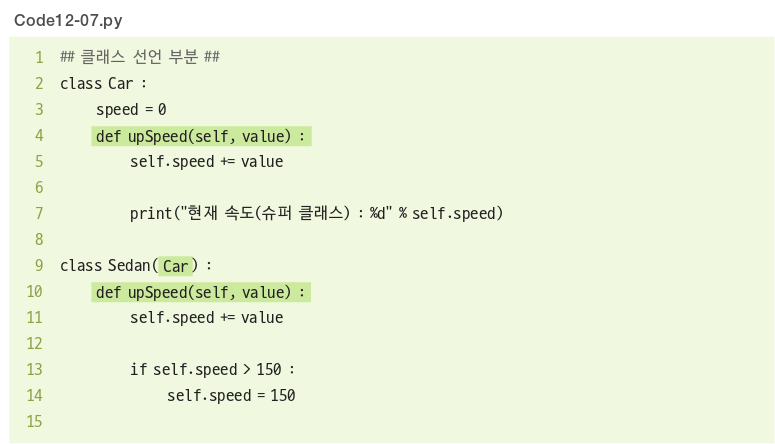 Code12-07.py
1 ## 클래스 선언 부분 ##
2 class Car :
3     speed = 0
4     def upSpeed(self, value) :
5         self.speed += value
6
7         print("현재 속도(슈퍼 클래스) : %d" % self.speed)
8
9 class Sedan(Car) :
10     def upSpeed(self, value) :
11         self.speed += value
12
13         if self.speed > 150 :
14             self.speed = 150
15